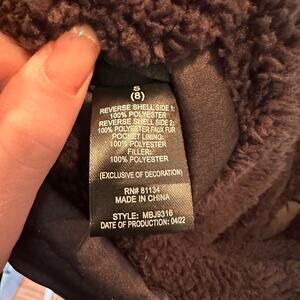 S
(8)
REVERSE SHELL SIDE 1:
100% POLYESTER
REVERSE SHELL SIDE 2:
100% POLYESTER FAUX FUR
POCKET LINING:
100% POLYESTER
FILLER:
100% POLYESTER
(EXCLUSIVE OF DECORATION)
RN# 81134
MADE IN CHINA
STYLE: MBJ9316
DATE OF PRODUCTION: 04/22